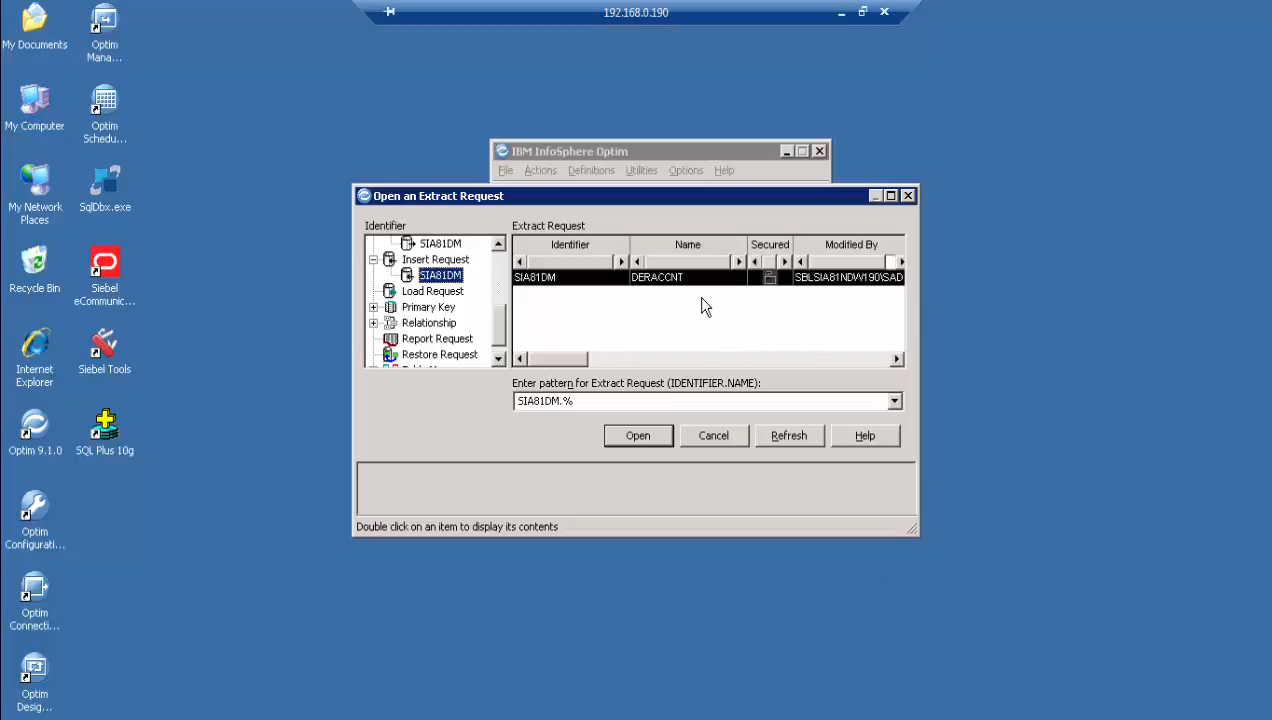 192.168.0.190
My Documents
Optim
Mana...
My Computer
Optim
Schedu...
My Network
Places
SqlDbx.exe
Recycle Bin
Siebel
eCommunic...
Internet
Explorer
Siebel Tools
Optim 9.1.0
SQL Plus 10g
Optim
Configurati...
Optim
Connecti...
Optim
Desig...
IBM InfoSphere Optim
File Actions Definitions Utilities Options Help
Open an Extract Request
Identifier
SIA81DM
Insert Request
SIA81DM
Load Request
Primary Key
Relationship
Report Request
Restore Request
Extract Request
Identifier Name Secured Modified By
SIA81DM DERACCNT SBLSIA81NDW190\SAD
Enter pattern for Extract Request (IDENTIFIER.NAME):
SIA81DM.%
Open Cancel Refresh Help
Double click on an item to display its contents